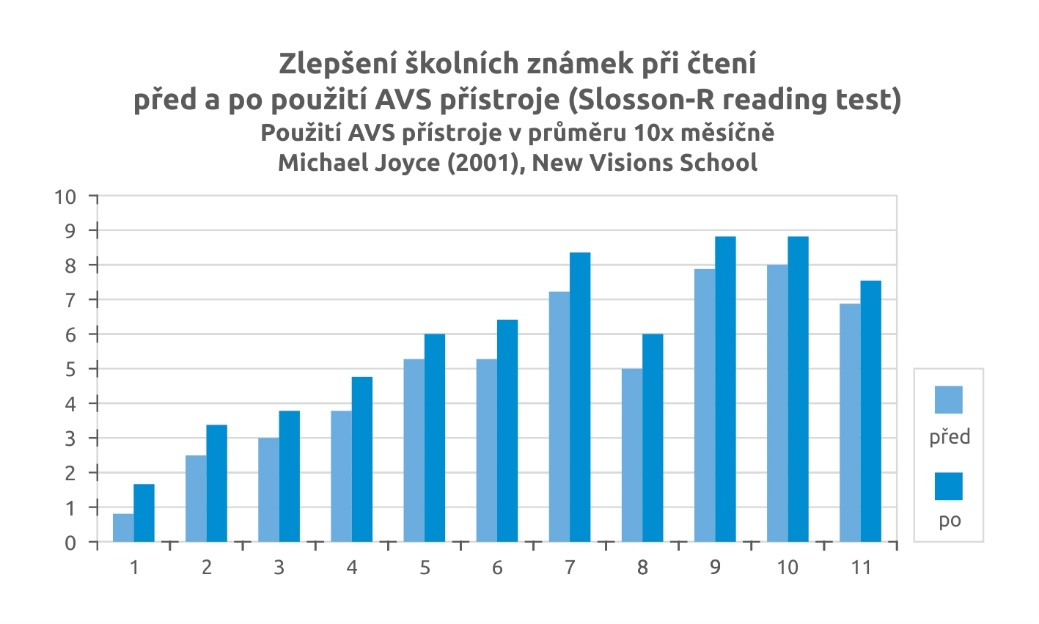 Zlepšení školních známek při čtení
před a po použití AVS přístroje (Slosson-R reading test)
Použití AVS přístroje v průměru 10x měsíčně
Michael Joyce (2001), New Visions School
10
9
8
7
6
5
4
3
2
1
0
1 2 3 4 5 6 7 8 9 10 11
před
po